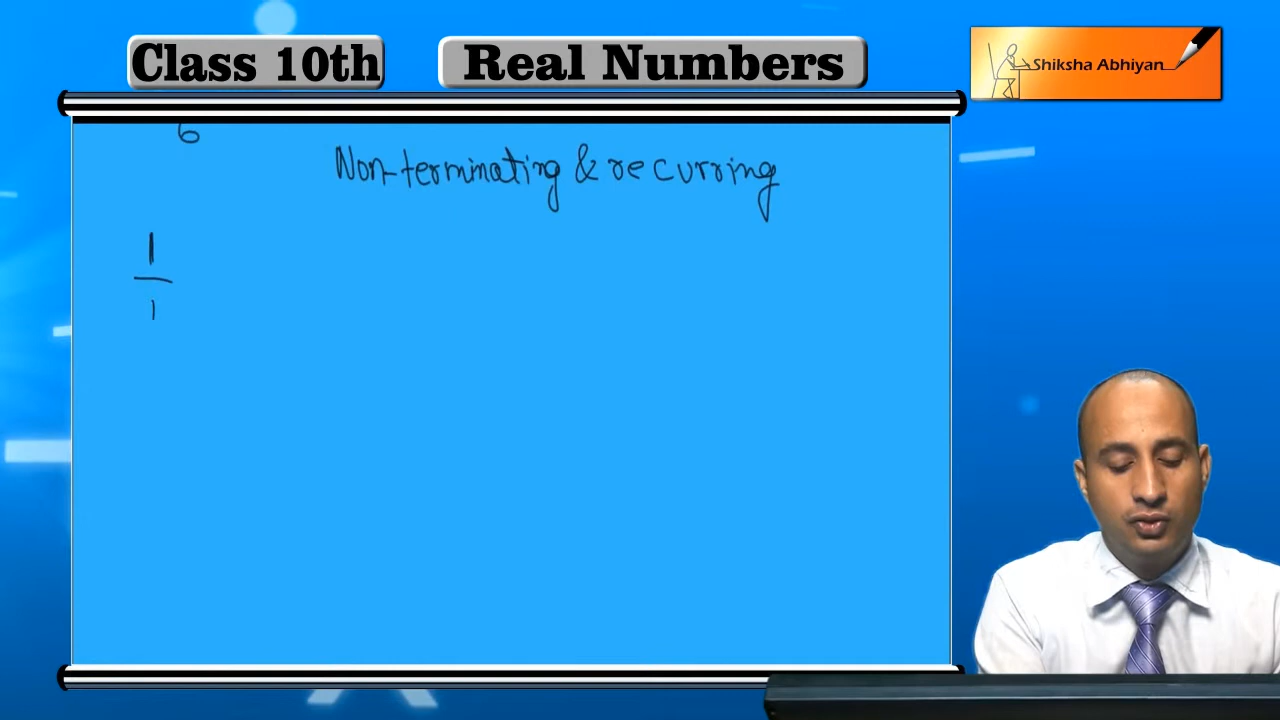 Class 10th Real Numbers
Shiksha Abhiyan
6
Non-terminating & recurring
1
1